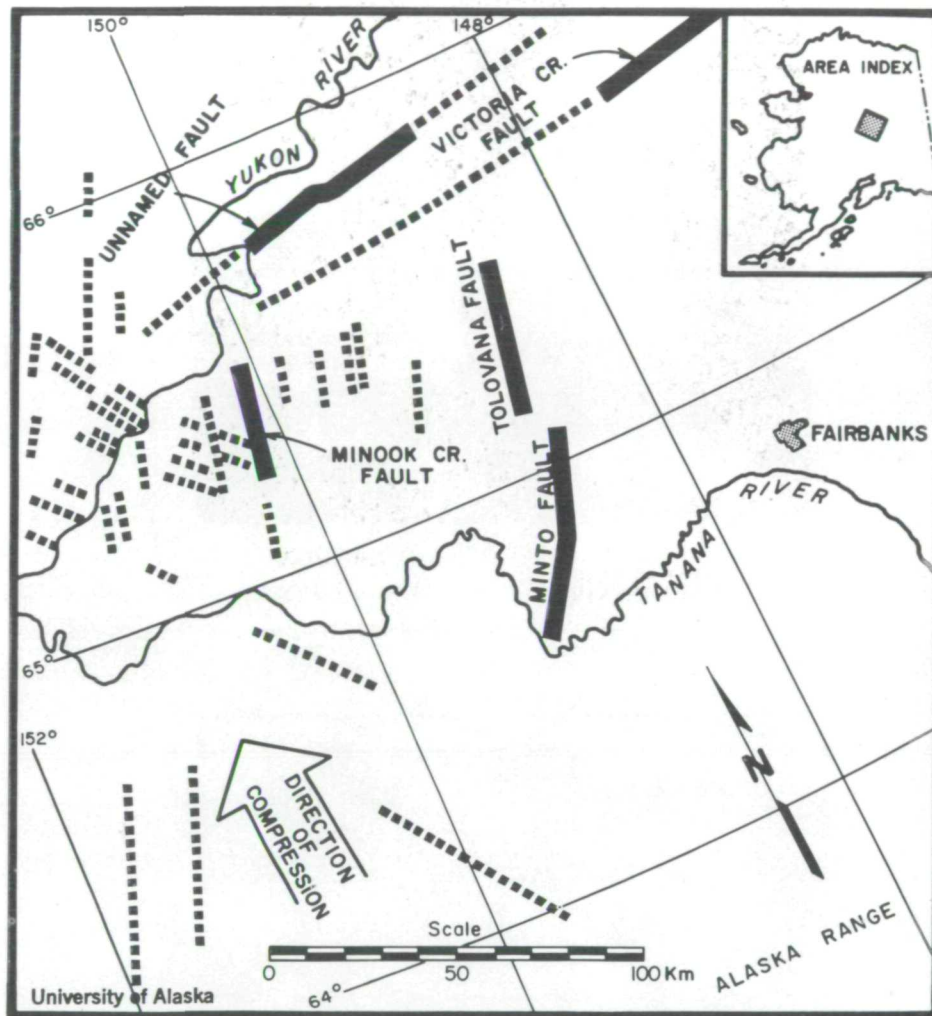 150°
148°
AREA INDEX
YUKON RIVER
UNNAMED FAULT
VICTORIA CR.
FAULT
66°
TOLOVANA FAULT
FAIRBANKS
MINOOK CR.
FAULT
MINTO FAULT
TANANA RIVER
65°
152°
N
DIRECTION
OF
COMPRESSION
Scale
0 50 100 Km
ALASKA RANGE
64°
University of Alaska